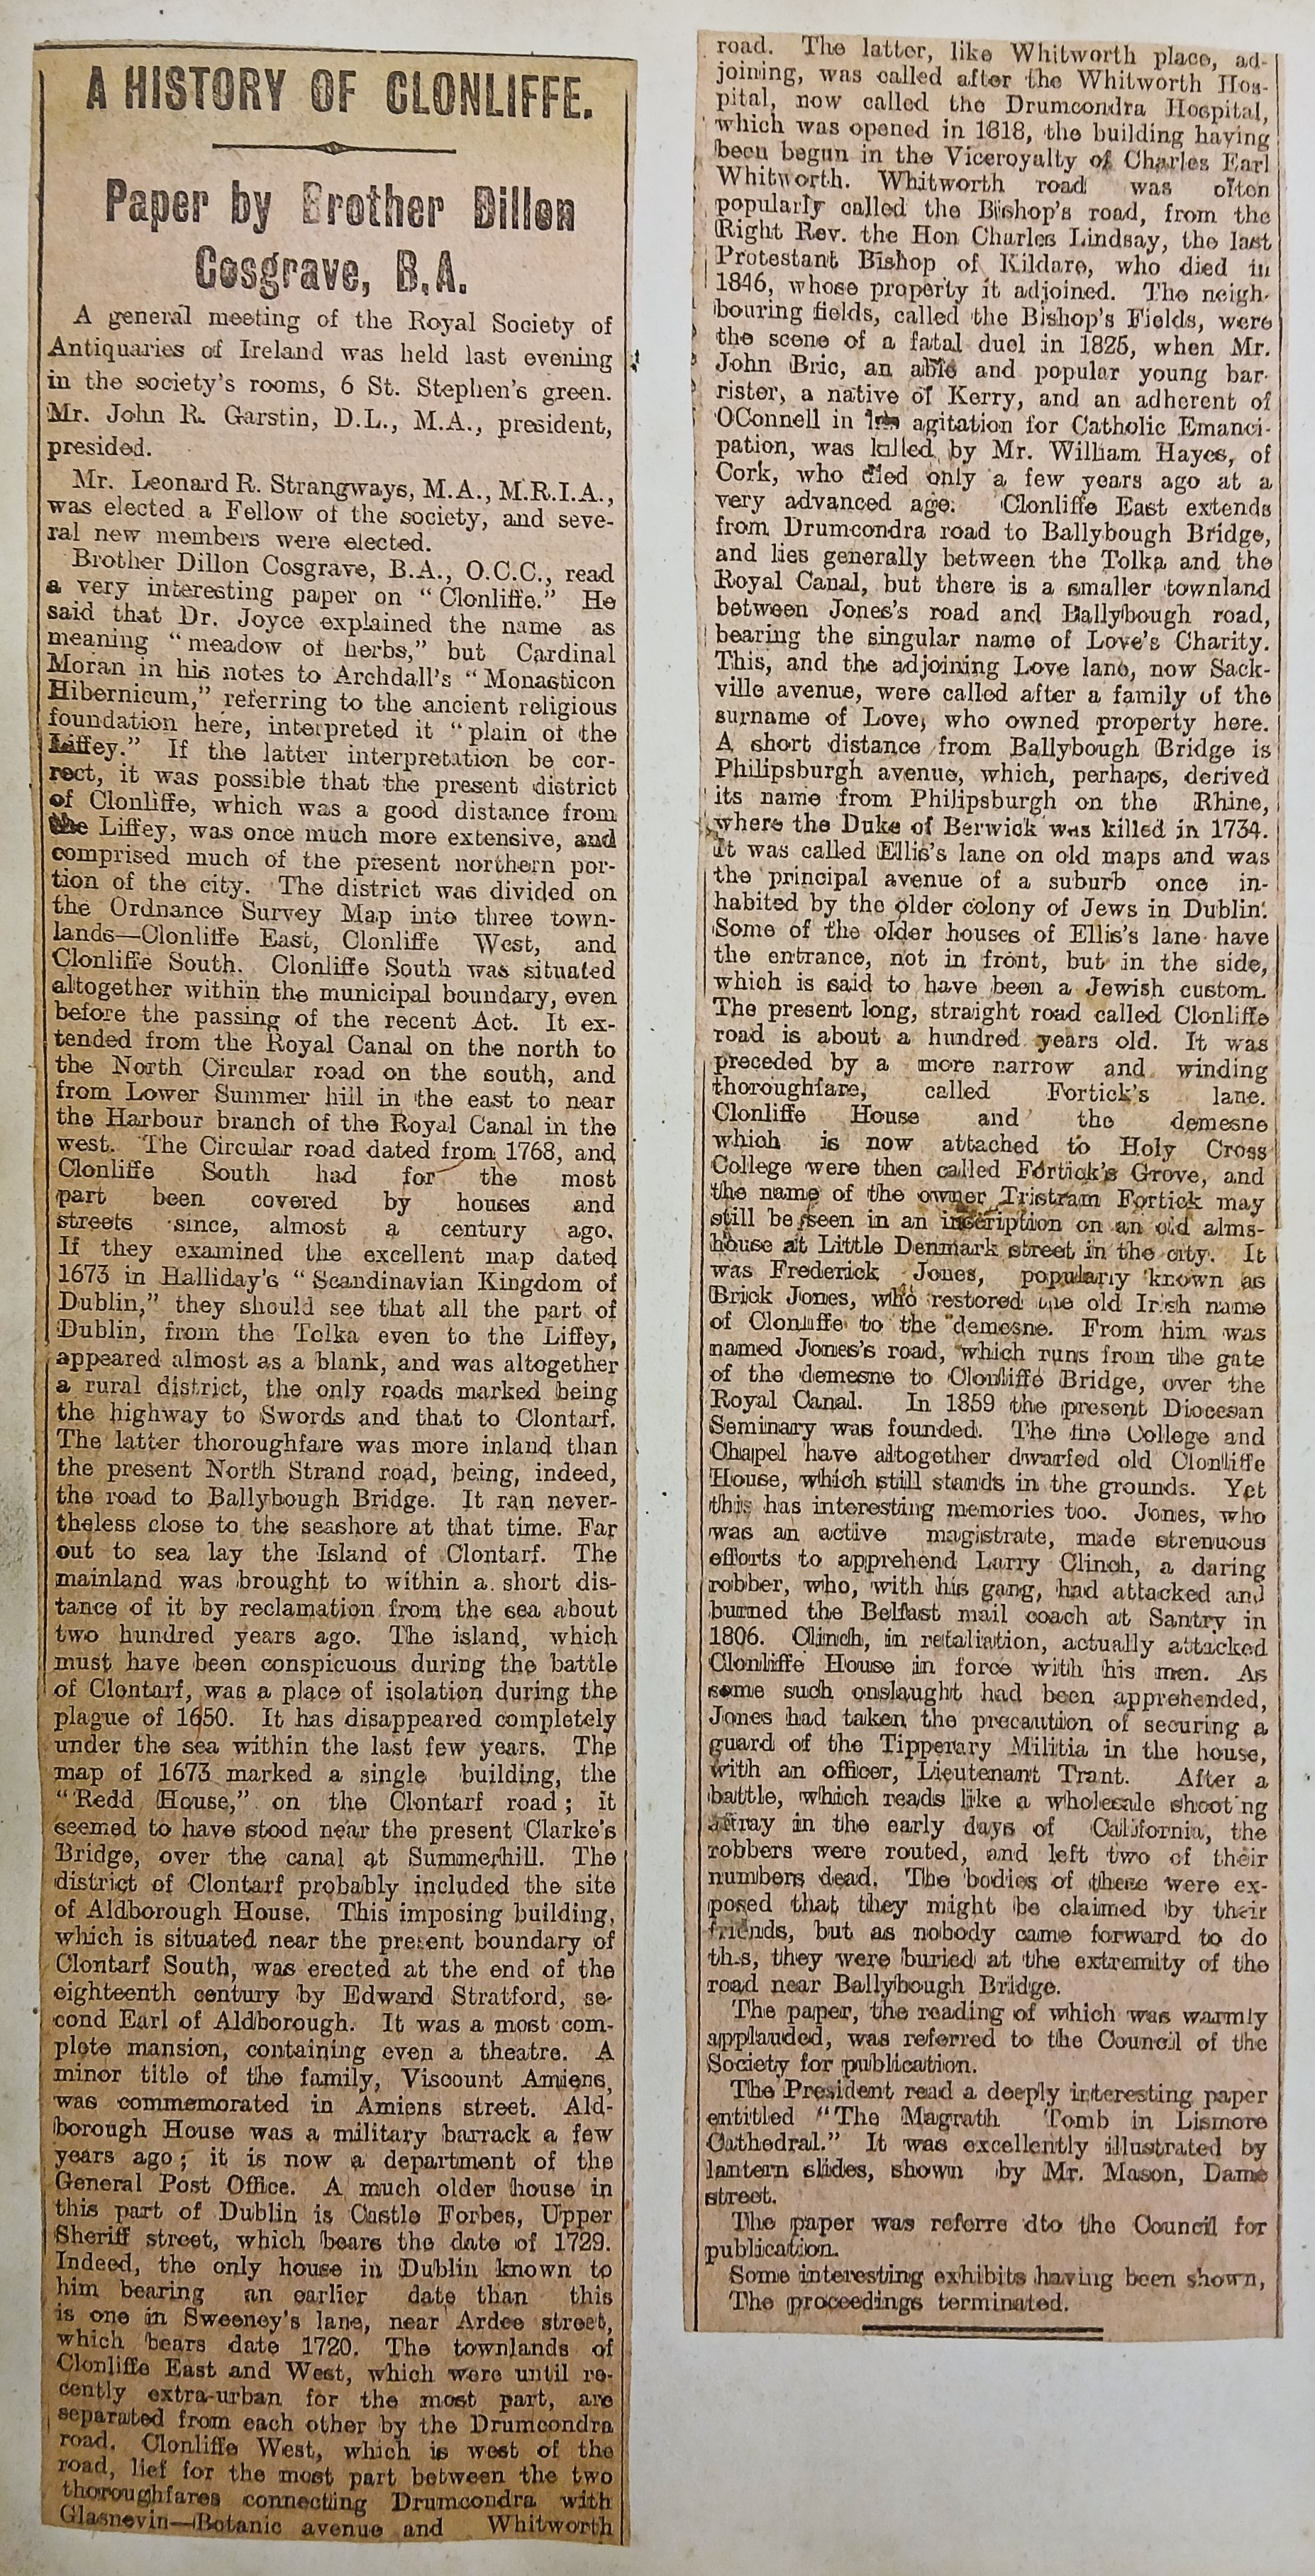 A HISTORY OF CLONLIFFE.
Paper by Brother Dillon
Cosgrave, B.A.
A general meeting of the Royal Society of
Antiquaries of Ireland was held last evening
in the society's rooms, 6 St. Stephen's green.
Mr. John R. Garstin, D.L., M.A., president,
presided.
Mr. Leonard R. Strangways, M.A., M.R.I.A.,
was elected a Fellow of the society, and seve-
ral new members were elected.
Brother Dillon Cosgrave, B.A., O.C.C., read
a very interesting paper on "Clonliffe." He
said that Dr. Joyce explained the name as
meaning "meadow of herbs," but Cardinal
Moran in his notes to Archdall's "Monasticon
Hibernicum," referring to the ancient religious
foundation here, interpreted it "plain of the
Liffey." If the latter interpretation be cor-
rect, it was possible that the present district
of Clonliffe, which was a good distance from
the Liffey, was once much more extensive, and
comprised much of the present northern por-
tion of the city. The district was divided on
the Ordnance Survey Map into three town-
lands—Clonliffe East, Clonliffe West, and
Clonliffe South. Clonliffe South was situated
altogether within the municipal boundary, even
before the passing of the recent Act. It ex-
tended from the Royal Canal on the north to
the North Circular road on the south, and
from Lower Summer hill in the east to near
the Harbour branch of the Royal Canal in the
west. The Circular road dated from 1768, and
Clonliffe South had for the most
part been covered by houses and
streets since, almost a century ago.
If they examined the excellent map dated
1673 in Halliday's "Scandinavian Kingdom of
Dublin," they should see that all the part of
Dublin, from the Tolka even to the Liffey,
appeared almost as a blank, and was altogether
a rural district, the only roads marked being
the highway to Swords and that to Clontarf.
The latter thoroughfare was more inland than
the present North Strand road, being, indeed,
the road to Ballybough Bridge. It ran never-
theless close to the seashore at that time. Far
out to sea lay the Island of Clontarf. The
mainland was brought to within a short dis-
tance of it by reclamation from the sea about
two hundred years ago. The island, which
must have been conspicuous during the battle
of Clontarf, was a place of isolation during the
plague of 1650. It has disappeared completely
under the sea within the last few years. The
map of 1673 marked a single building, the
"Redd House," on the Clontarf road; it
seemed to have stood near the present Clarke's
Bridge, over the canal at Summerhill. The
district of Clontarf probably included the site
of Aldborough House. This imposing building,
which is situated near the present boundary of
Clontarf South, was erected at the end of the
eighteenth century by Edward Stratford, se-
cond Earl of Aldborough. It was a most com-
plete mansion, containing even a theatre. A
minor title of the family, Viscount Amiens,
was commemorated in Amiens street. Ald-
borough House was a military barrack a few
years ago; it is now a department of the
General Post Office. A much older house in
this part of Dublin is Castle Forbes, Upper
Sheriff street, which bears the date of 1729.
Indeed, the only house in Dublin known to
him bearing an earlier date than this
is one in Sweeney's lane, near Ardee street,
which bears date 1720. The townlands of
Clonliffe East and West, which were until re-
cently extra-urban for the most part, are
separated from each other by the Drumcondra
road. Clonliffe West, which is west of the
road, lief for the most part between the two
thoroughfares connecting Drumcondra with
Glasnevin—Botanic avenue and Whitworth
road. The latter, like Whitworth place, ad-
joining, was called after the Whitworth Hos-
pital, now called the Drumcondra Hospital,
which was opened in 1818, the building having
been begun in the Viceroyalty of Charles Earl
Whitworth. Whitworth road was often
popularly called the Bishop's road, from the
Right Rev. the Hon Charles Lindsay, the last
Protestant Bishop of Kildare, who died in
1846, whose property it adjoined. The neigh-
bouring fields, called the Bishop's Fields, were
the scene of a fatal duel in 1825, when Mr.
John Bric, an able and popular young bar-
rister, a native of Kerry, and an adherent of
OConnell in his agitation for Catholic Emanci-
pation, was killed by Mr. William Hayes, of
Cork, who died only a few years ago at a
very advanced age. Clonliffe East extends
from Drumcondra road to Ballybough Bridge,
and lies generally between the Tolka and the
Royal Canal, but there is a smaller townland
between Jones's road and Ballybough road,
bearing the singular name of Love's Charity.
This, and the adjoining Love lane, now Sack-
ville avenue, were called after a family of the
surname of Love, who owned property here.
A short distance from Ballybough Bridge is
Philipsburgh avenue, which, perhaps, derived
its name from Philipsburgh on the Rhine,
where the Duke of Berwick was killed in 1734.
It was called Ellis's lane on old maps and was
the principal avenue of a suburb once in-
habited by the older colony of Jews in Dublin.
Some of the older houses of Ellis's lane have
the entrance, not in front, but in the side,
which is said to have been a Jewish custom.
The present long, straight road called Clonliffe
road is about a hundred years old. It was
preceded by a more narrow and winding
thoroughfare, called Fortick's lane.
Clonliffe House and the demesne
which is now attached to Holy Cross
College were then called Fortick's Grove, and
the name of the owner Tristram Fortick may
still be seen in an inscription on an old alms-
house at Little Denmark street in the city. It
was Frederick Jones, popularly known as
Brick Jones, who restored the old Irish name
of Clonliffe to the demesne. From him was
named Jones's road, which runs from the gate
of the demesne to Clonliffe Bridge, over the
Royal Canal. In 1859 the present Diocesan
Seminary was founded. The fine College and
Chapel have altogether dwarfed old Clonliffe
House, which still stands in the grounds. Yet
this has interesting memories too. Jones, who
was an active magistrate, made strenuous
efforts to apprehend Larry Clinch, a daring
robber, who, with his gang, had attacked and
burned the Belfast mail coach at Santry in
1806. Clinch, in retaliation, actually attacked
Clonliffe House in force with his men. As
some such onslaught had been apprehended,
Jones had taken the precaution of securing a
guard of the Tipperary Militia in the house,
with an officer, Lieutenant Trant. After a
battle, which reads like a wholesale shooting
affray in the early days of California, the
robbers were routed, and left two of their
numbers dead. The bodies of these were ex-
posed that they might be claimed by their
friends, but as nobody came forward to do
this, they were buried at the extremity of the
road near Ballybough Bridge.
The paper, the reading of which was warmly
applauded, was referred to the Council of the
Society for publication.
The President read a deeply interesting paper
entitled "The Magrath Tomb in Lismore
Cathedral." It was excellently illustrated by
lantern slides, shown by Mr. Mason, Dame
street.
The paper was referre dto the Council for
publication.
Some interesting exhibits having been shown,
The proceedings terminated.